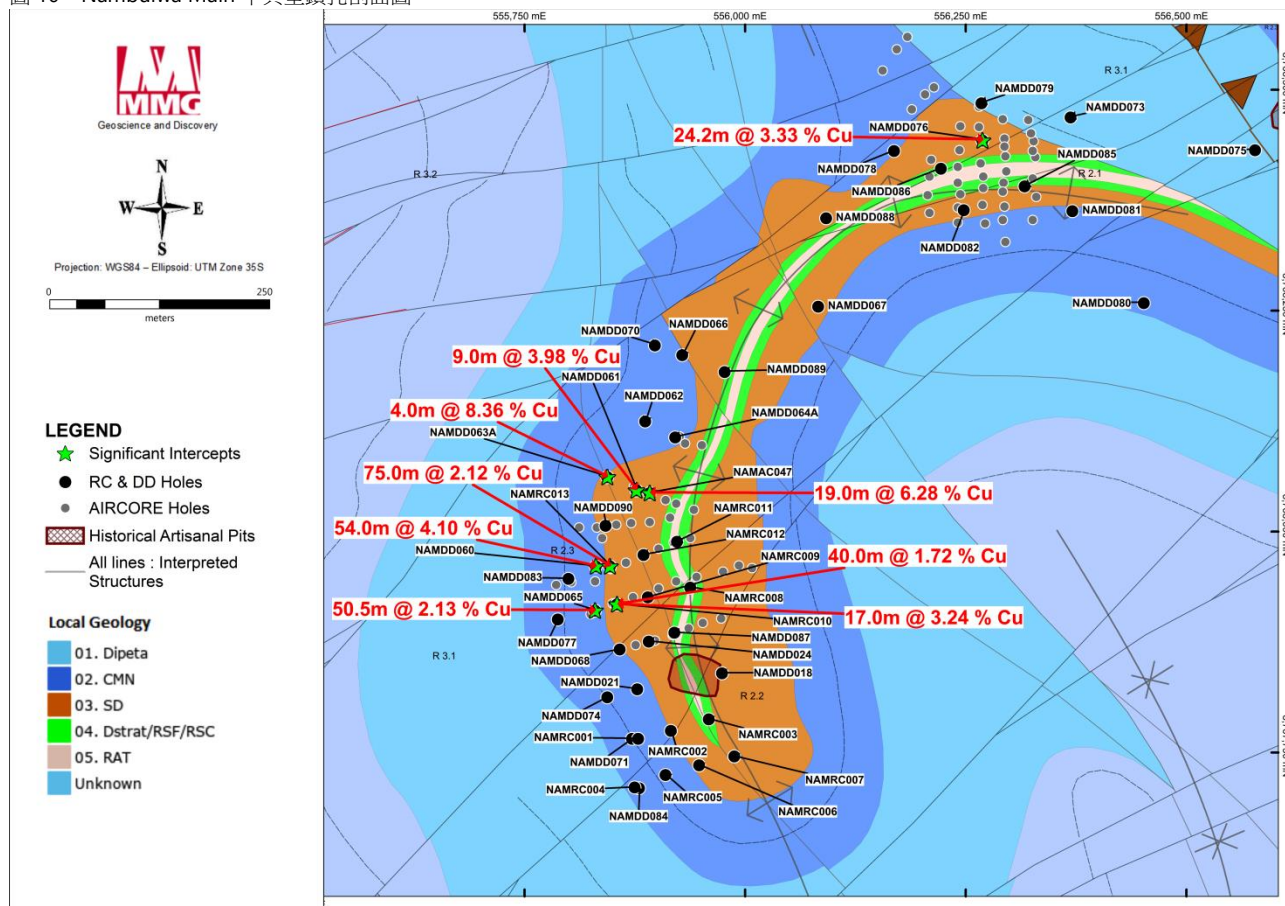 555,750 mE
556,000 mE
556,250 mE
556,500 mE
MMG
Geoscience and Discovery
N
W
E
S
Projection: WGS84 – Ellipsoid: UTM Zone 35S
0
250
meters
LEGEND
Significant Intercepts
RC & DD Holes
AIRCORE Holes
Historical Artisanal Pits
All lines : Interpreted
Structures
Local Geology
01. Dipeta
02. CMN
03. SD
04. Dstrat/RSF/RSC
05. RAT
Unknown
R 3.1
NAMDD079
NAMDD073
NAMDD076
24.2m @ 3.33 % Cu
NAMDD075
NAMDD085
NAMDD078
R 3.2
R 2.1
NAMDD086
NAMDD088
NAMDD081
NAMDD082
NAMDD067
NAMDD080
NAMDD070
NAMDD066
9.0m @ 3.98 % Cu
NAMDD089
NAMDD061
NAMDD062
4.0m @ 8.36 % Cu
NAMDD064A
NAMDD063A
75.0m @ 2.12 % Cu
NAMAC047
19.0m @ 6.28 % Cu
NAMRC013
NAMRC011
NAMDD090
54.0m @ 4.10 % Cu
NAMRC012
R 2.3
NAMDD060
NAMRC009
40.0m @ 1.72 % Cu
NAMDD083
NAMDD065
NAMRC008
50.5m @ 2.13 % Cu
NAMRC010
17.0m @ 3.24 % Cu
NAMDD077
NAMDD087
R 3.1
NAMDD068
NAMDD024
NAMDD021
NAMDD018
R 2.2
NAMDD074
NAMRC003
NAMRC001
NAMRC002
NAMDD071
NAMRC007
NAMRC004
NAMRC005
NAMRC006
NAMDD084